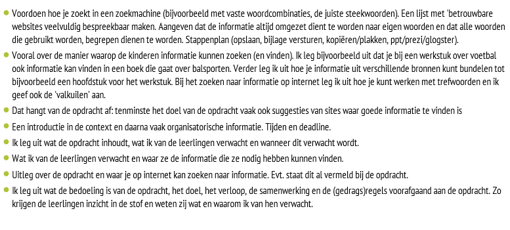 Voordoen hoe je zoekt in een zoekmachine (bijvoorbeeld met vaste woordcombinaties, de juiste steekwoorden). Een lijst met 'betrouwbare
websites veelvuldig bespreekbaar maken. Aangeven dat de informatie altijd omgezet dient te worden naar eigen woorden en dat alle woorden
die gebruikt worden, begrepen dienen te worden. Stappenplan (opslaan, bijlage versturen, kopiëren/plakken, ppt/prezi/glogster).
Vooral over de manier waarop de kinderen informatie kunnen zoeken (en vinden). Ik leg bijvoorbeeld uit dat je bij een werkstuk over voetbal
ook informatie kan vinden in een boek die gaat over balsporten. Verder leg ik uit hoe je informatie uit verschillende bronnen kunt bundelen tot
bijvoorbeeld een hoofdstuk voor het werkstuk. Bij het zoeken naar informatie op internet leg ik uit hoe je kunt werken met trefwoorden en ik
geef ook de 'valkuilen' aan.
Dat hangt van de opdracht af: tenminste het doel van de opdracht vaak ook suggesties van sites waar goede informatie te vinden is
Een introductie in de context en daarna vaak organisatorische informatie. Tijden en deadline.
Ik leg uit wat de opdracht inhoudt, wat ik van de leerlingen verwacht en wanneer dit verwacht wordt.
Wat ik van de leerlingen verwacht en waar ze de informatie die ze nodig hebben kunnen vinden.
Uitleg over de opdracht en waar je op internet kan zoeken naar informatie. Evt. staat dit al vermeld bij de opdracht.
Ik leg uit wat de bedoeling is van de opdracht, het doel, het verloop, de samenwerking en de (gedrags)regels voorafgaand aan de opdracht. Zo
krijgen de leerlingen inzicht in de stof en weten zij wat en waarom ik van hen verwacht.